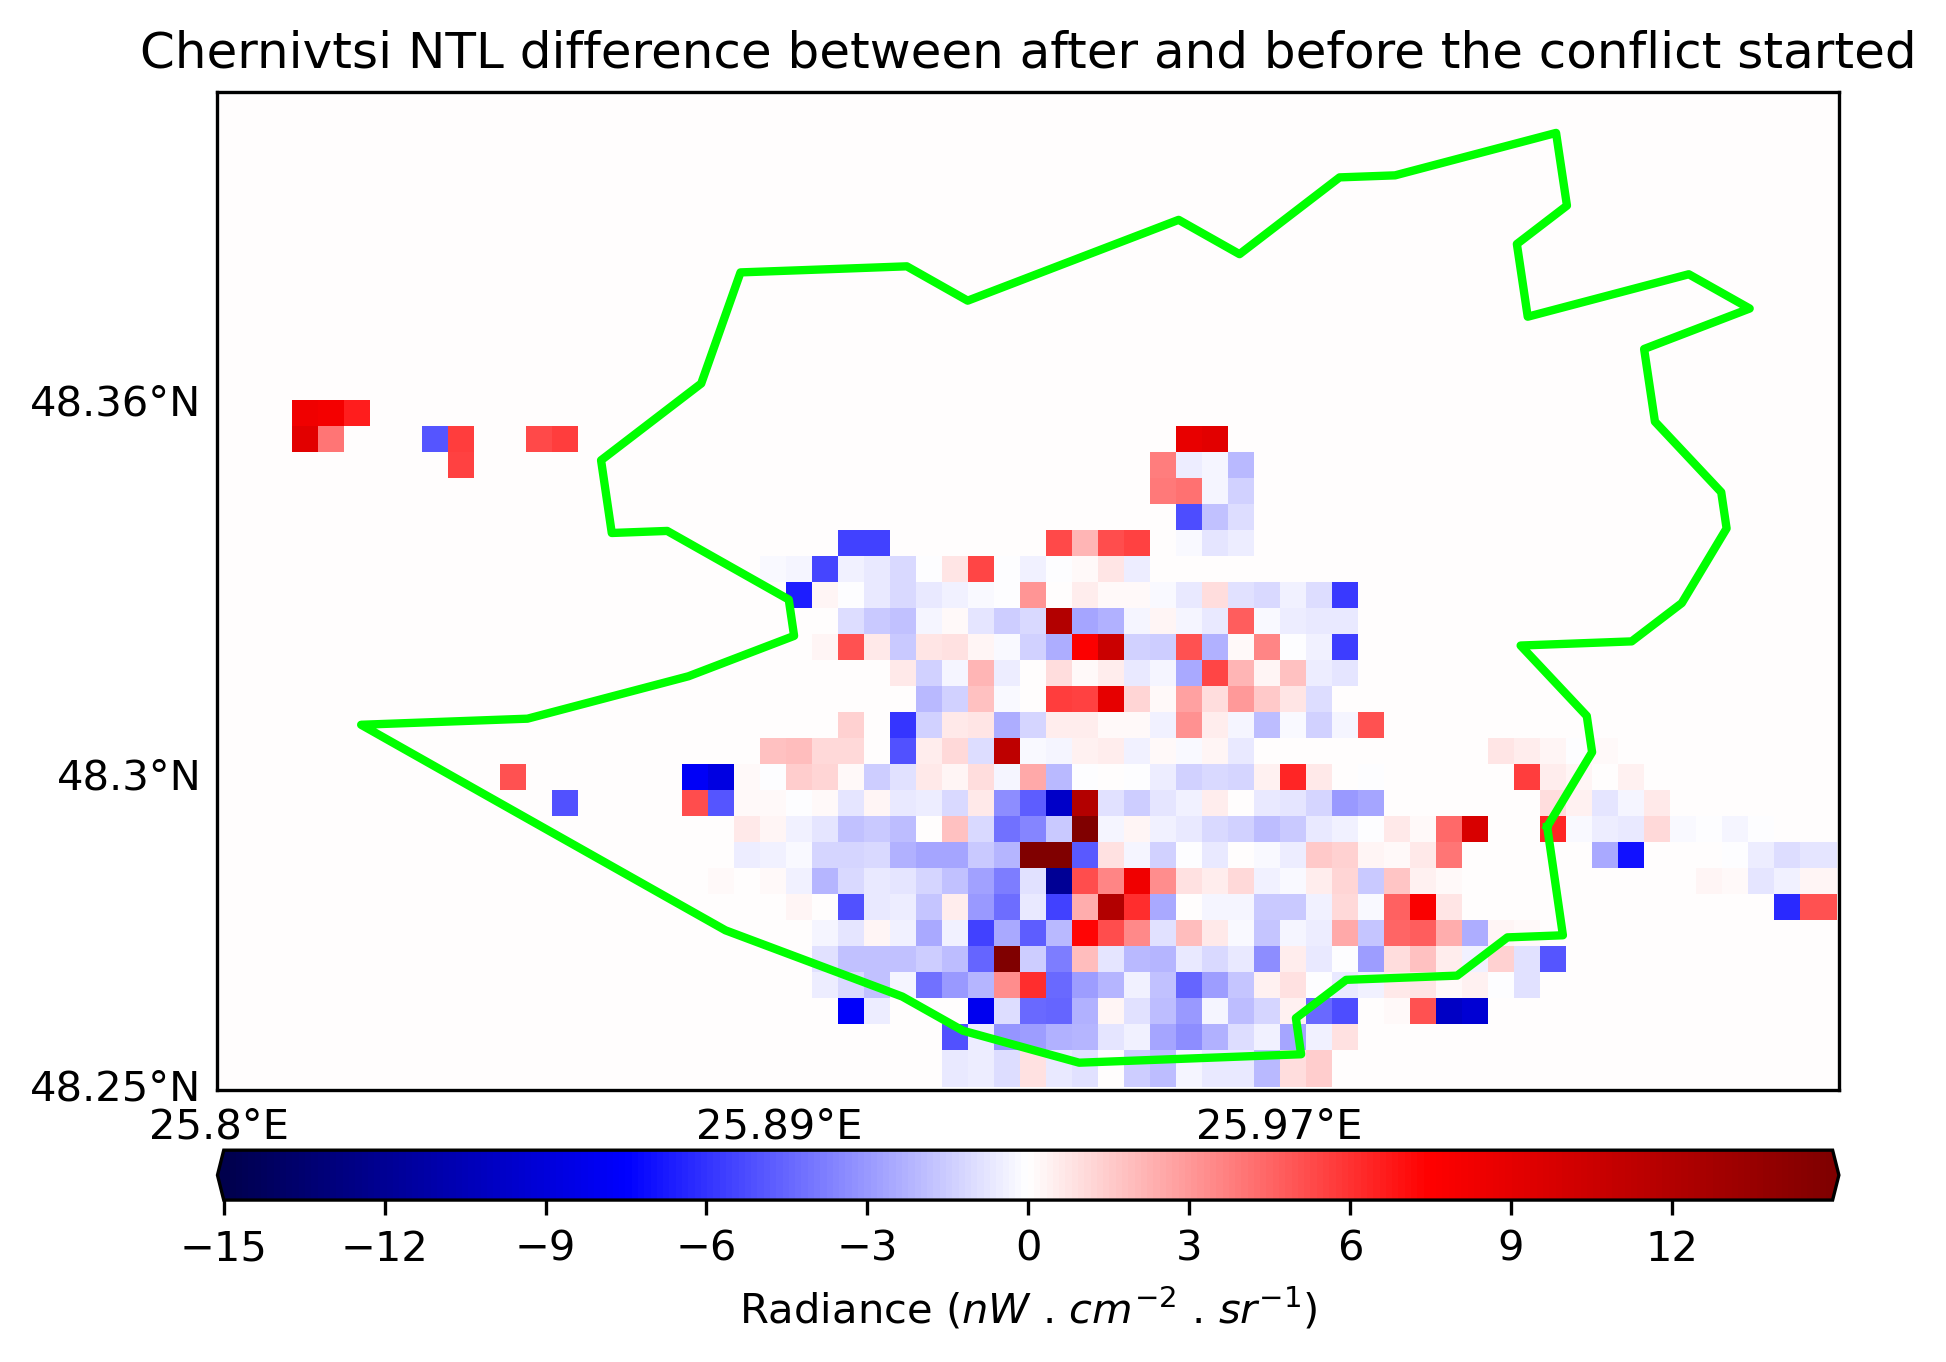 Chernivtsi NTL difference between after and before the conflict started
48.36°N
48.3°N
48.25°N
25.8°E 25.89°E 25.97°E
−15 −12 −9 −6 −3 0 3 6 9 12
Radiance (nW . cm⁻² . sr⁻¹)